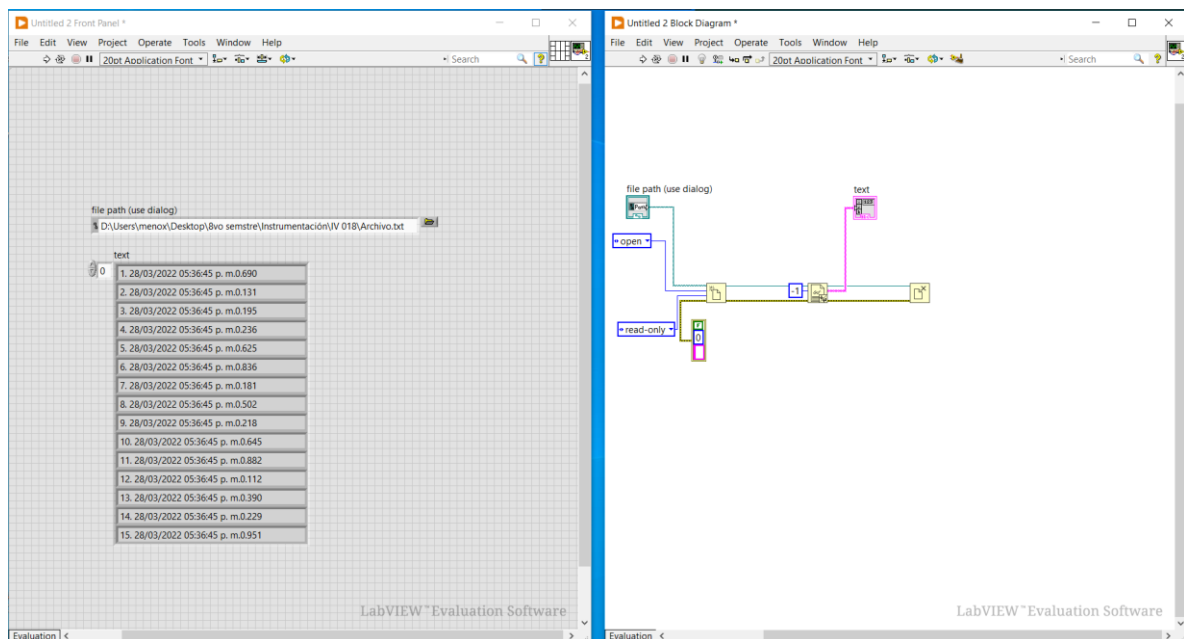 Untitled 2 Front Panel *
File Edit View Project Operate Tools Window Help
20pt Application Font
Search
file path (use dialog)
D:\Users\menox\Desktop\8vo semstre\Instrumentación\IV 018\Archivo.txt
text
0
1. 28/03/2022 05:36:45 p. m.0.690
2. 28/03/2022 05:36:45 p. m.0.131
3. 28/03/2022 05:36:45 p. m.0.195
4. 28/03/2022 05:36:45 p. m.0.236
5. 28/03/2022 05:36:45 p. m.0.625
6. 28/03/2022 05:36:45 p. m.0.836
7. 28/03/2022 05:36:45 p. m.0.181
8. 28/03/2022 05:36:45 p. m.0.502
9. 28/03/2022 05:36:45 p. m.0.218
10. 28/03/2022 05:36:45 p. m.0.645
11. 28/03/2022 05:36:45 p. m.0.882
12. 28/03/2022 05:36:45 p. m.0.112
13. 28/03/2022 05:36:45 p. m.0.390
14. 28/03/2022 05:36:45 p. m.0.229
15. 28/03/2022 05:36:45 p. m.0.951
LabVIEW™ Evaluation Software
Evaluation
Untitled 2 Block Diagram *
File Edit View Project Operate Tools Window Help
20pt Application Font
Search
file path (use dialog)
text
open
-1
read-only
0
LabVIEW™ Evaluation Software
Evaluation